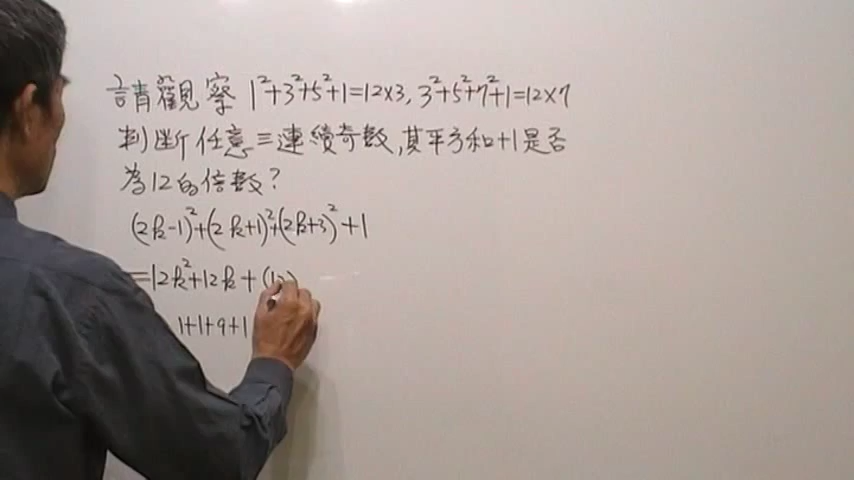 請觀察 1²+3²+5²+1=12×3, 3²+5²+7²+1=12×7
判斷任意三連續奇數,其平方和+1是否
為12的倍數?
(2k-1)²+(2k+1)²+(2k+3)²+1
=12k²+12k+(12)
1+1+9+1